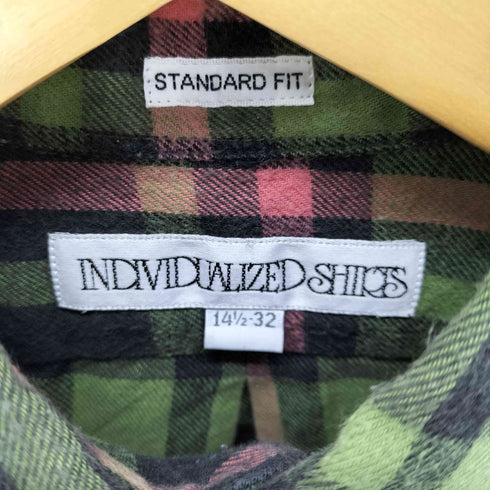 STANDARD FIT
INDIVIDUALIZED SHIRTS
14½-32